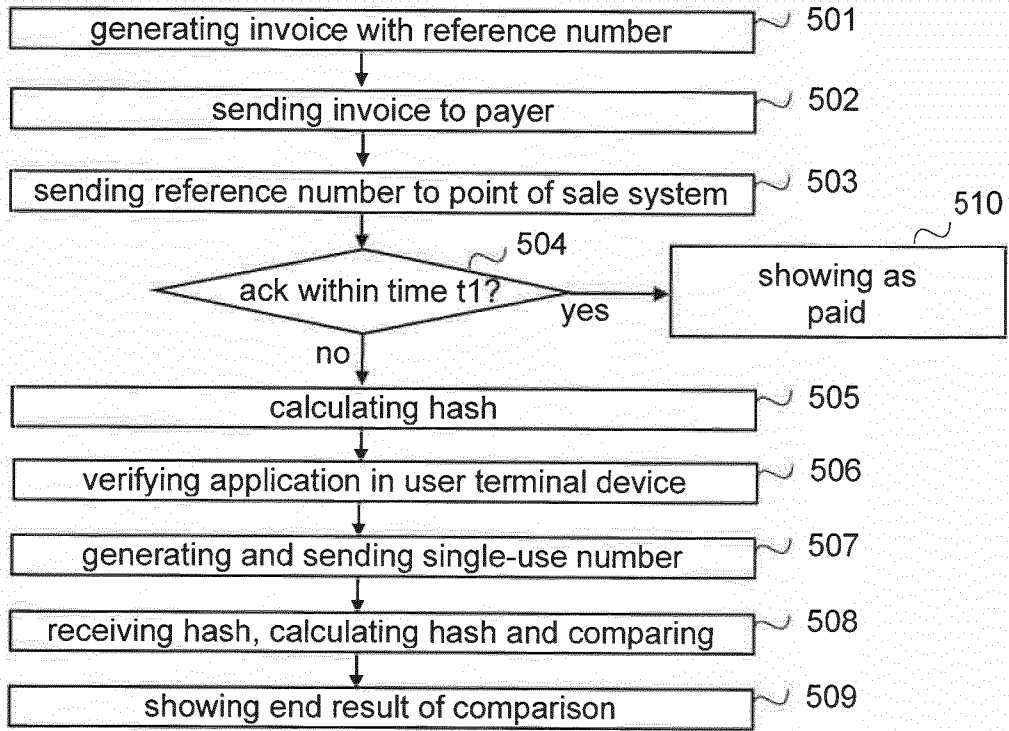 generating invoice with reference number 501
sending invoice to payer 502
sending reference number to point of sale system 503
510
504
ack within time t1?
showing as
paid
yes
no
calculating hash 505
verifying application in user terminal device 506
generating and sending single-use number 507
receiving hash, calculating hash and comparing 508
showing end result of comparison 509